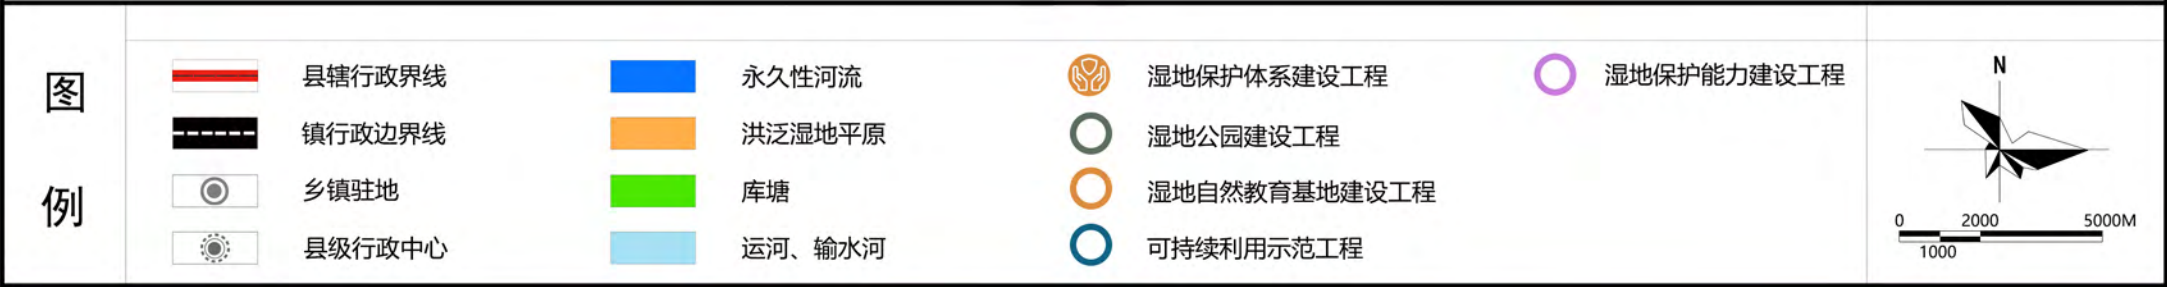 图例
县辖行政界线
镇行政边界线
乡镇驻地
县级行政中心
永久性河流
洪泛湿地平原
库塘
运河、输水河
湿地保护体系建设工程
湿地公园建设工程
湿地自然教育基地建设工程
可持续利用示范工程
湿地保护能力建设工程
N
0 2000 5000M
1000